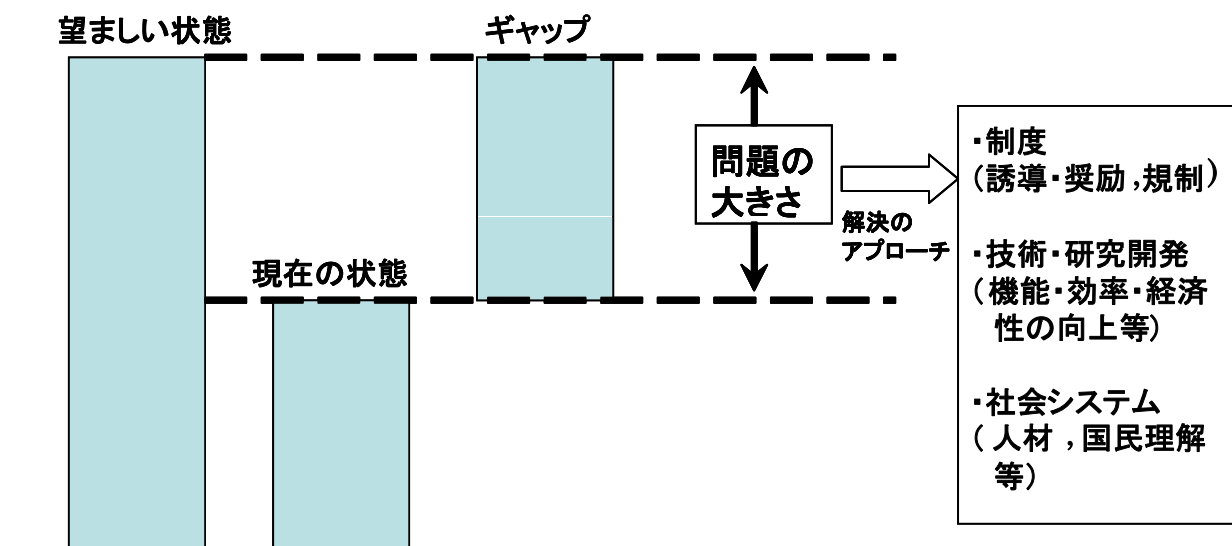 望ましい状態
ギャップ
現在の状態
問題の
大きさ
解決の
アプローチ
・制度
(誘導・奨励,規制)
・技術・研究開発
(機能・効率・経済
性の向上等)
・社会システム
(人材,国民理解
等)